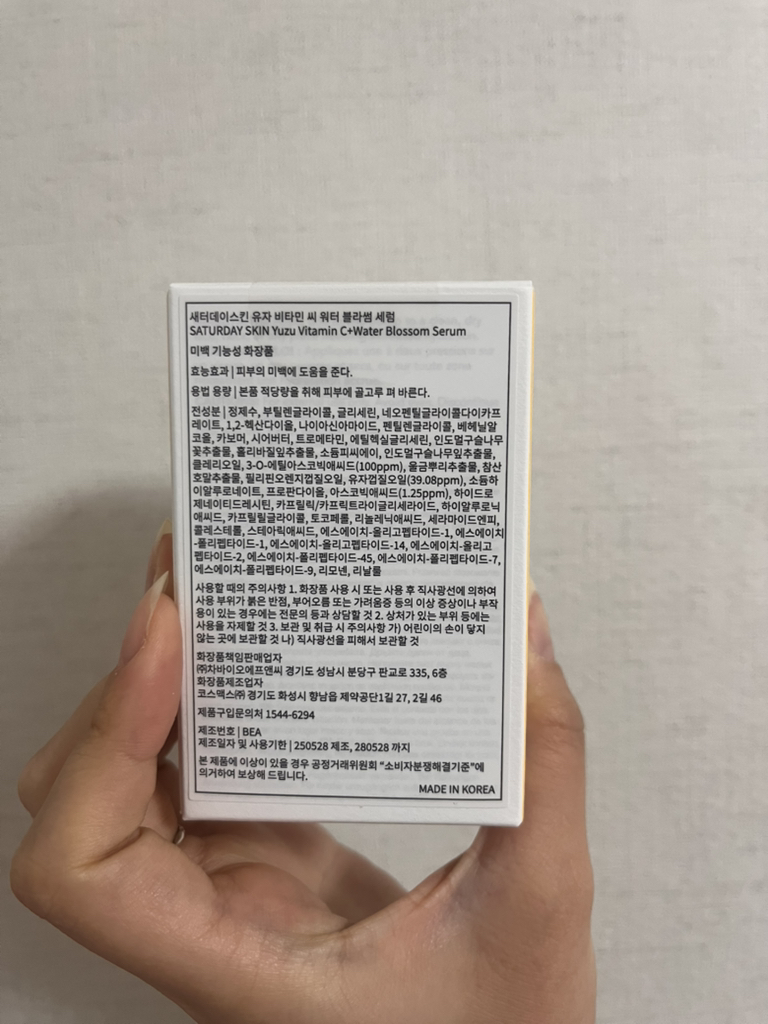 새터데이스킨 유자 비타민 씨 워터 블라썸 세럼
SATURDAY SKIN Yuzu Vitamin C+Water Blossom Serum
미백 기능성 화장품
효능효과 | 피부의 미백에 도움을 준다.
용법 용량 | 본품 적당량을 취해 피부에 골고루 펴 바른다.
전성분 | 정제수, 부틸렌글라이콜, 글리세린, 네오펜틸글라이콜다이카프
레이트, 1,2-헥산다이올, 나이아신아마이드, 펜틸렌글라이콜, 베헤닐알
코올, 카보머, 시어버터, 트로메타민, 에틸헥실글리세린, 인도멀구슬나무
꽃추출물, 홀리바질잎추출물, 소듐피씨에이, 인도멀구슬나무잎추출물,
클레리오일, 3-O-에틸아스코빅애씨드(100ppm), 울금뿌리추출물, 참산
호말추출물, 필리핀오렌지껍질오일, 유자껍질오일(39.08ppm), 소듐하
이알루로네이트, 프로판다이올, 아스코빅애씨드(1.25ppm), 하이드로
제네이티드레시틴, 카프릴릭/카프릭트라이글리세라이드, 하이알루로닉
애씨드, 카프릴릴글라이콜, 토코페롤, 리놀레닉애씨드, 세라마이드엔피,
콜레스테롤, 스테아릭애씨드, 에스에이치-올리고펩타이드-1, 에스에이치
-폴리펩타이드-1, 에스에이치-올리고펩타이드-14, 에스에이치-올리고
펩타이드-2, 에스에이치-폴리펩타이드-45, 에스에이치-폴리펩타이드-7,
에스에이치-폴리펩타이드-9, 리모넨, 리날룰
사용할 때의 주의사항 1. 화장품 사용 시 또는 사용 후 직사광선에 의하여
사용 부위가 붉은 반점, 부어오름 또는 가려움증 등의 이상 증상이나 부작
용이 있는 경우에는 전문의 등과 상담할 것 2. 상처가 있는 부위 등에는
사용을 자제할 것 3. 보관 및 취급 시 주의사항 가) 어린이의 손이 닿지
않는 곳에 보관할 것 나) 직사광선을 피해서 보관할 것
화장품책임판매업자
㈜차바이오에프앤씨 경기도 성남시 분당구 판교로 335, 6층
화장품제조업자
코스맥스㈜ 경기도 화성시 향남읍 제약공단1길 27, 2길 46
제품구입문의처 1544-6294
제조번호 | BEA
제조일자 및 사용기한 | 250528 제조, 280528 까지
본 제품에 이상이 있을 경우 공정거래위원회 “소비자분쟁해결기준”에
의거하여 보상해 드립니다.
MADE IN KOREA